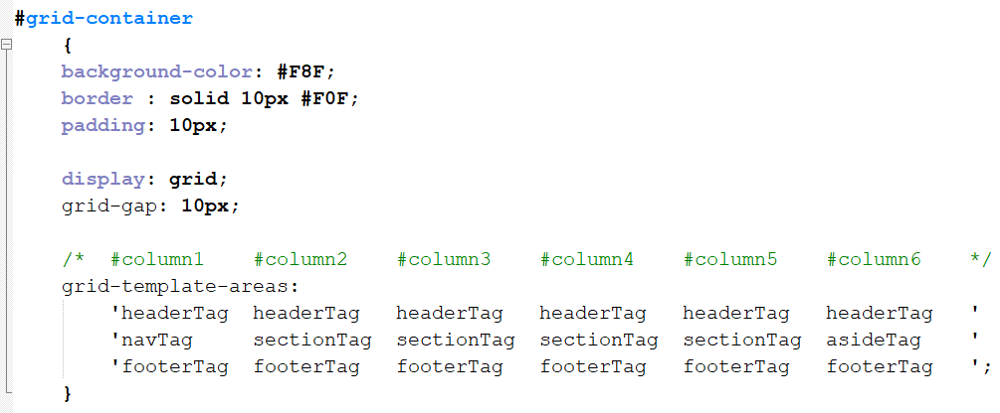 #grid-container
{
background-color: #F8F;
border : solid 10px #F0F;
padding: 10px;
display: grid;
grid-gap: 10px;
/* #column1 #column2 #column3 #column4 #column5 #column6 */
grid-template-areas:
'headerTag headerTag headerTag headerTag headerTag headerTag '
'navTag sectionTag sectionTag sectionTag sectionTag asideTag '
'footerTag footerTag footerTag footerTag footerTag footerTag ';
}